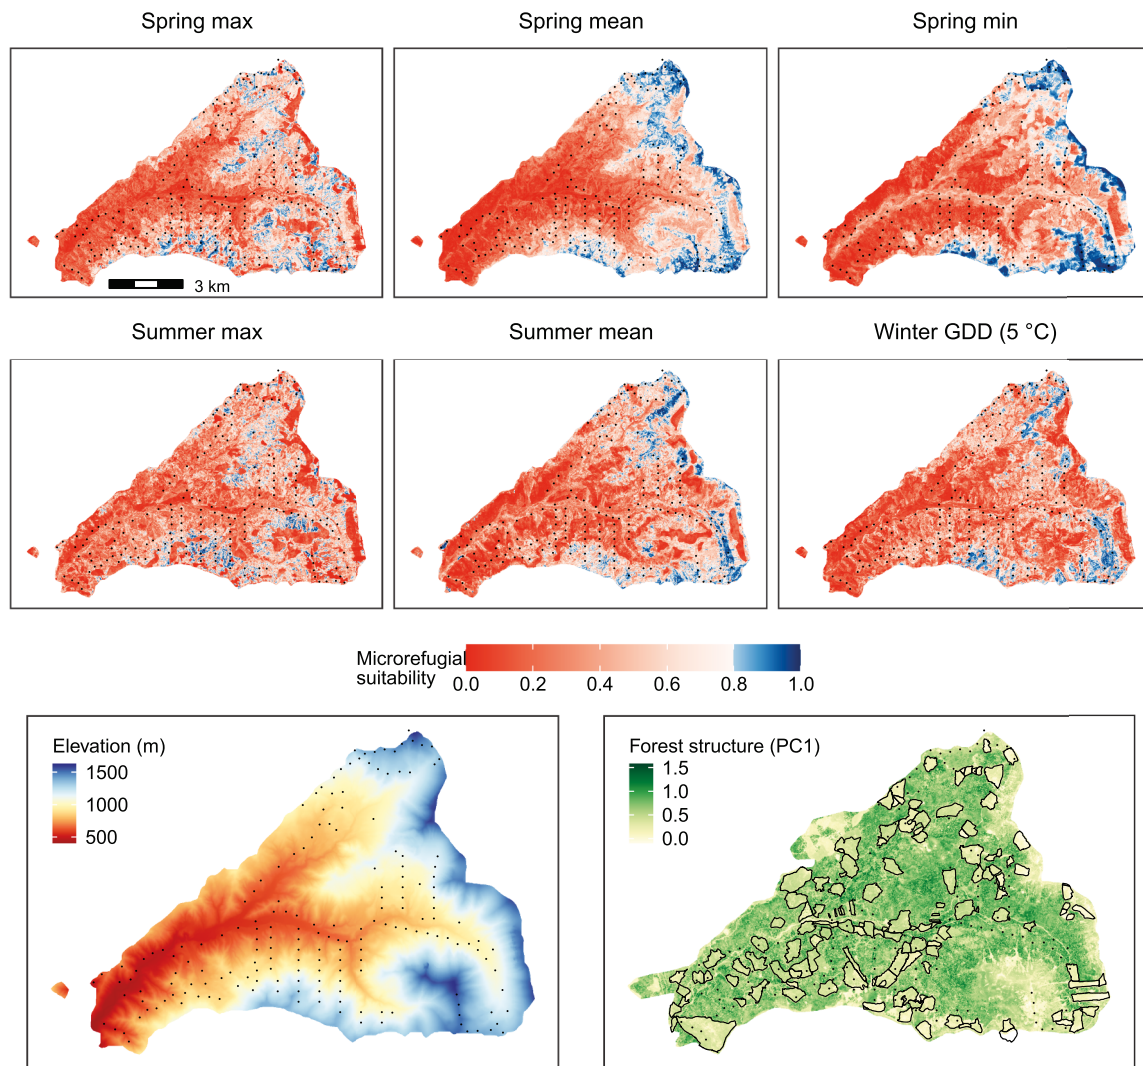 Spring max
Spring mean
Spring min
3 km
Summer max
Summer mean
Winter GDD (5 °C)
Microrefugial
suitability
0.0 0.2 0.4 0.6 0.8 1.0
Elevation (m)
1500
1000
500
Forest structure (PC1)
1.5
1.0
0.5
0.0